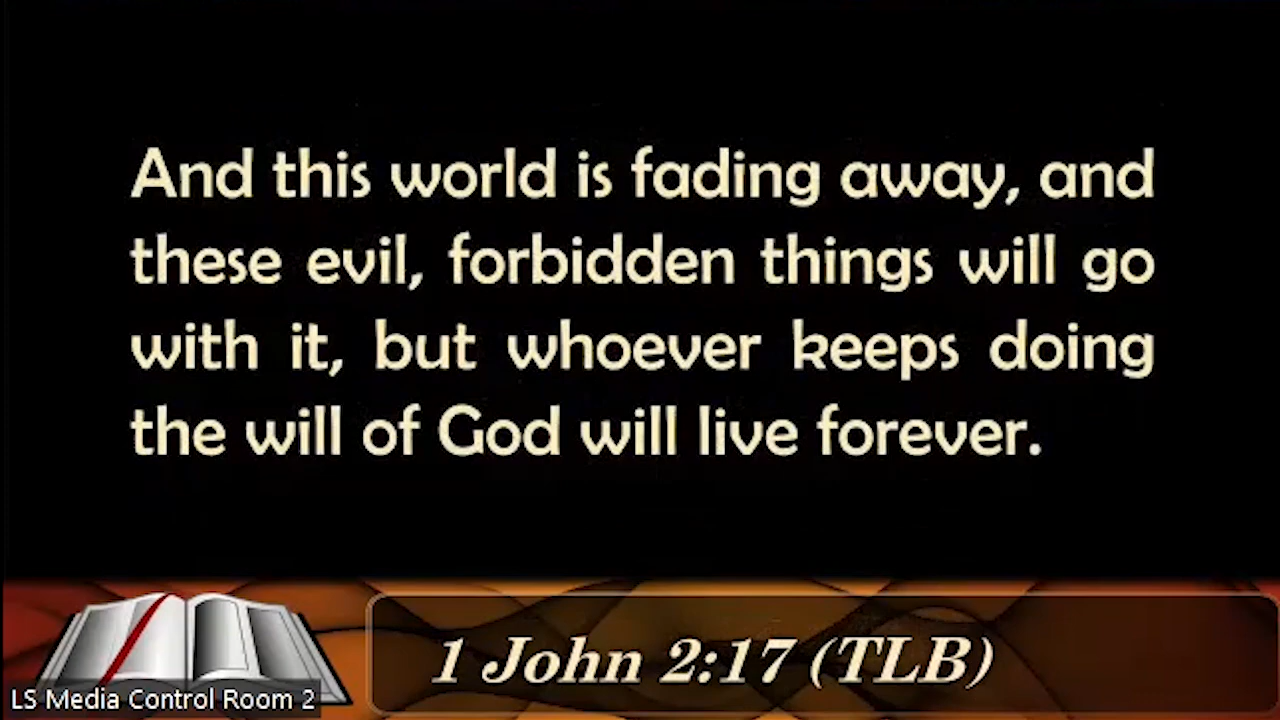 And this world is fading away, and
these evil, forbidden things will go
with it, but whoever keeps doing
the will of God will live forever.
1 John 2:17 (TLB)
LS Media Control Room 2